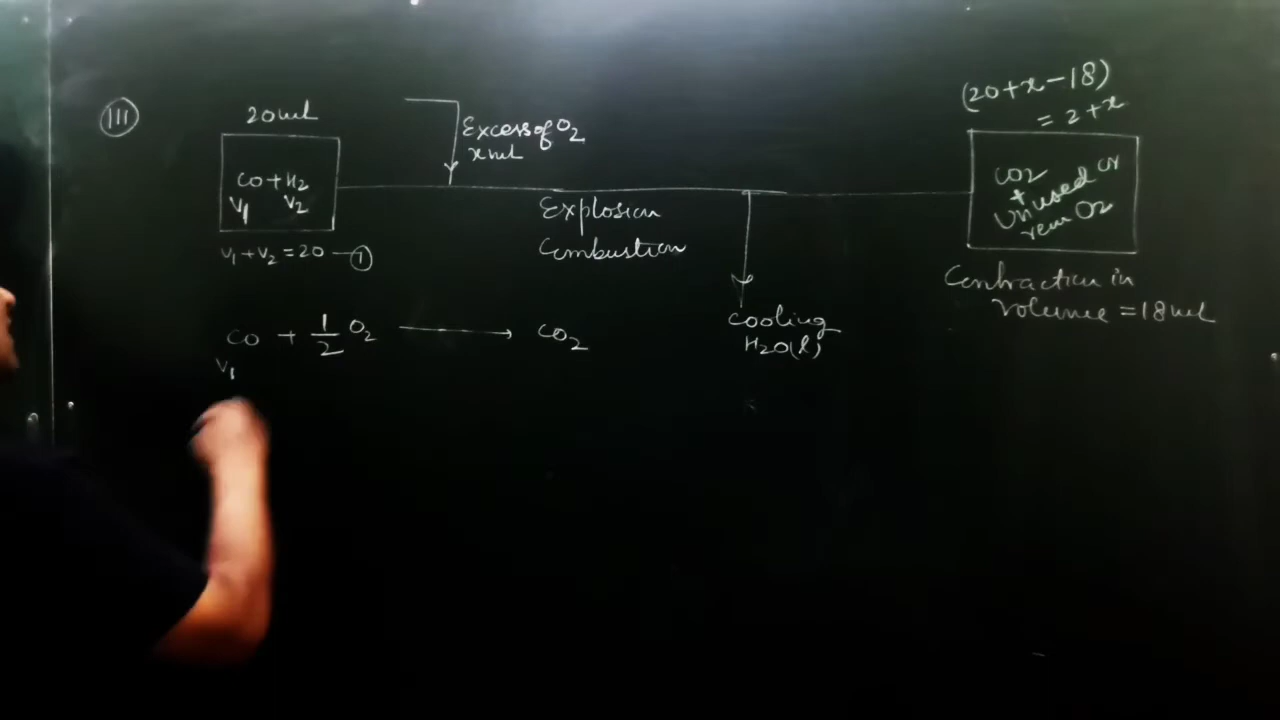 III
20ml
CO + H2
V1 V2
V1 + V2 = 20 — 1
Excess of O2
x ml
Explosion
Combustion
Cooling
H2O(l)
(20+x-18)
= 2+x
CO2
+
Unused or
rem O2
Contraction in
volume = 18ml
CO + 1/2 O2 ⟶ CO2
V1